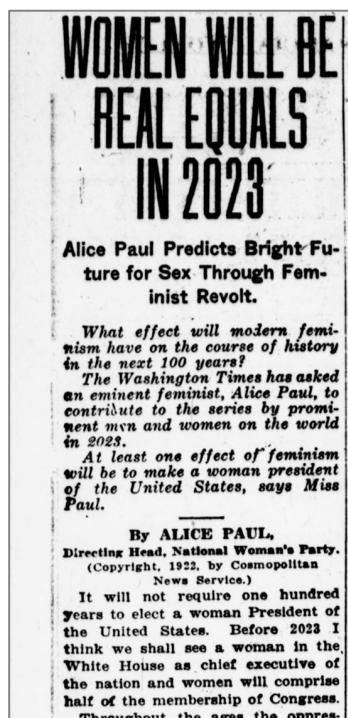 WOMEN WILL BE
REAL EQUALS
IN 2023
Alice Paul Predicts Bright Fu-
ture for Sex Through Fem-
inist Revolt.
What effect will modern femi-
nism have on the course of history
in the next 100 years?
The Washington Times has asked
an eminent feminist, Alice Paul, to
contribute to the series by promi-
nent men and women on the world
in 2023.
At least one effect of feminism
will be to make a woman president
of the United States, says Miss
Paul.
By ALICE PAUL,
Directing Head, National Woman's Party.
(Copyright, 1922, by Cosmopolitan
News Service.)
It will not require one hundred
years to elect a woman President of
the United States. Before 2023 I
think we shall see a woman in the
White House as chief executive of
the nation and women will comprise
half of the membership of Congress.
Throughout the ages the oppres-